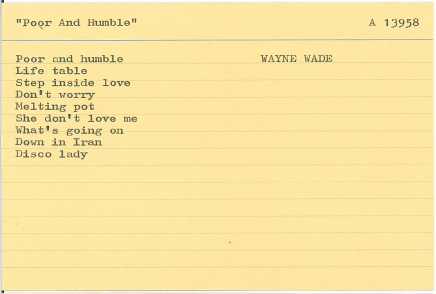 "Poor And Humble" A 13958
Poor and humble WAYNE WADE
Life table
Step inside love
Don't worry
Melting pot
She don't love me
What's going on
Down in Iran
Disco lady